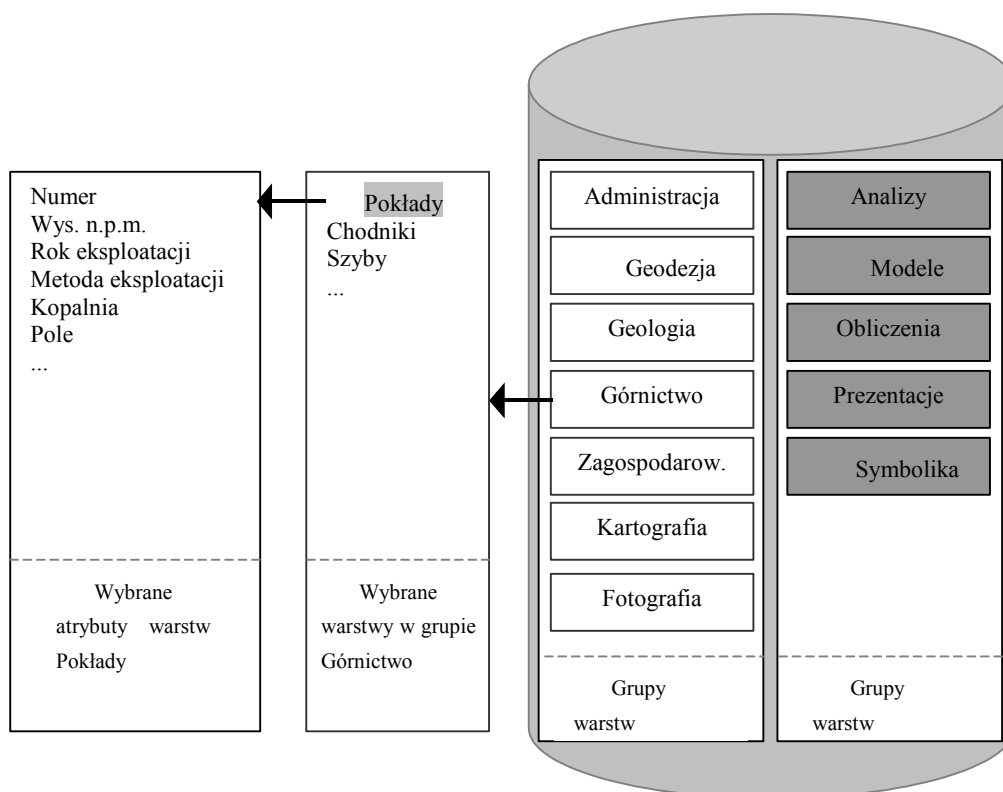 Numer
Wys. n.p.m.
Rok eksploatacji
Metoda eksploatacji
Kopalnia
Pole
...
Wybrane
atrybuty warstw
Pokłady
Pokłady
Chodniki
Szyby
...
Wybrane
warstwy w grupie
Górnictwo
Administracja
Geodezja
Geologia
Górnictwo
Zagospodarow.
Kartografia
Fotografia
Grupy
warstw
Analizy
Modele
Obliczenia
Prezentacje
Symbolika
Grupy
warstw